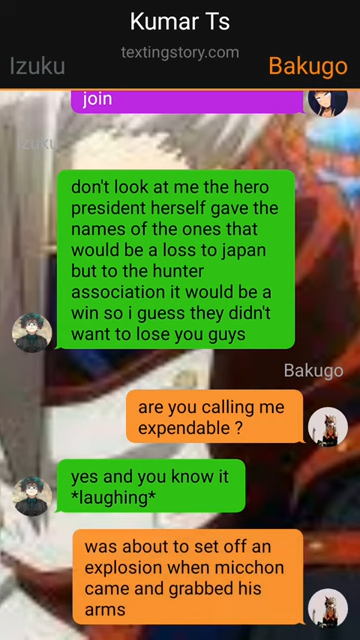 Kumar Ts
textingstory.com
Izuku
Bakugo
join
Izuku
don't look at me the hero
president herself gave the
names of the ones that
would be a loss to japan
but to the hunter
association it would be a
win so i guess they didn't
want to lose you guys
Bakugo
are you calling me
expendable ?
yes and you know it
*laughing*
was about to set off an
explosion when micchon
came and grabbed his
arms